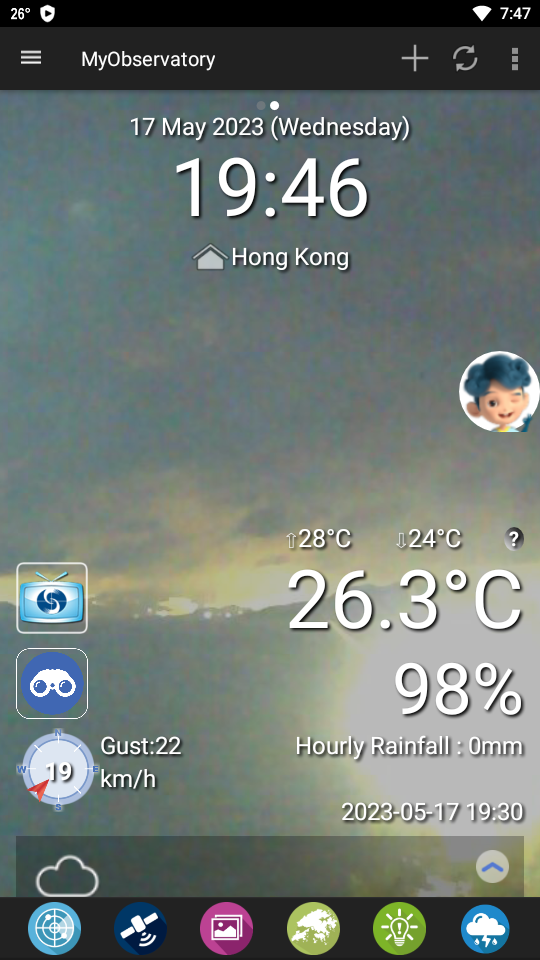 26° 7:47
MyObservatory
17 May 2023 (Wednesday)
19:46
Hong Kong
⇧28°C ⇩24°C ?
26.3°C
98%
N
W 19 E
S
Gust:22
km/h
Hourly Rainfall : 0mm
2023-05-17 19:30